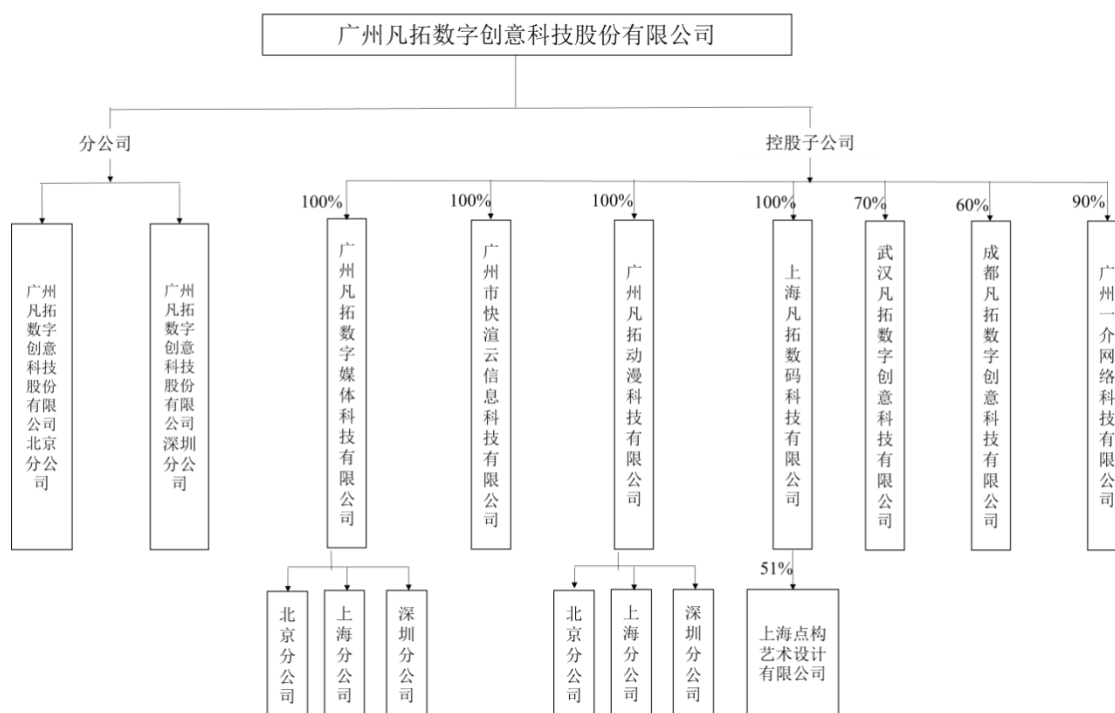 广州凡拓数字创意科技股份有限公司
分公司
控股子公司
100%
100%
100%
100%
70%
60%
90%
广州凡拓数字创意科技股份有限公司北京分公司
广州凡拓数字创意科技股份有限公司深圳分公司
广州凡拓数字媒体科技有限公司
广州市快渲云信息科技有限公司
广州凡拓动漫科技有限公司
上海凡拓数码科技有限公司
武汉凡拓数字创意科技有限公司
成都凡拓数字创意科技有限公司
广州一介网络科技有限公司
51%
北京分公司
上海分公司
深圳分公司
北京分公司
上海分公司
深圳分公司
上海点构
艺术设计
有限公司